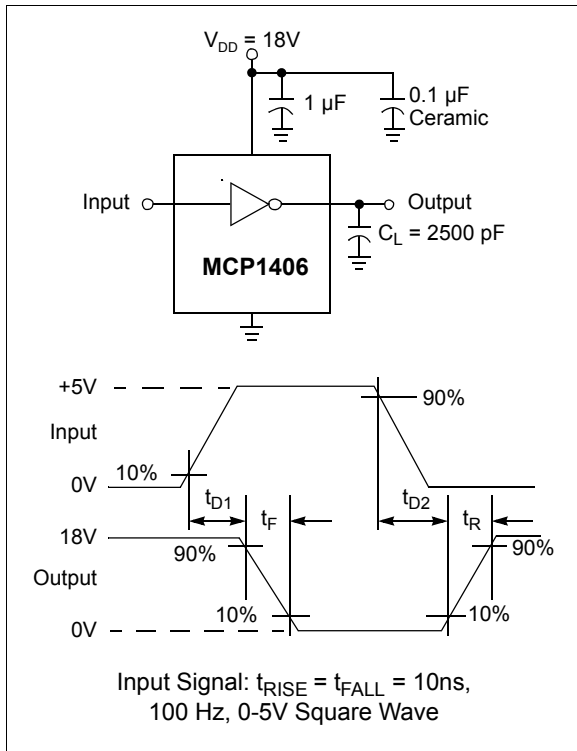 V_DD = 18V
1 µF
0.1 µF
Ceramic
Input
Output
C_L = 2500 pF
MCP1406
+5V
90%
Input
10%
0V
t_D1
t_F
t_D2
t_R
18V
90%
90%
Output
10%
10%
0V
Input Signal: t_RISE = t_FALL = 10ns,
100 Hz, 0-5V Square Wave